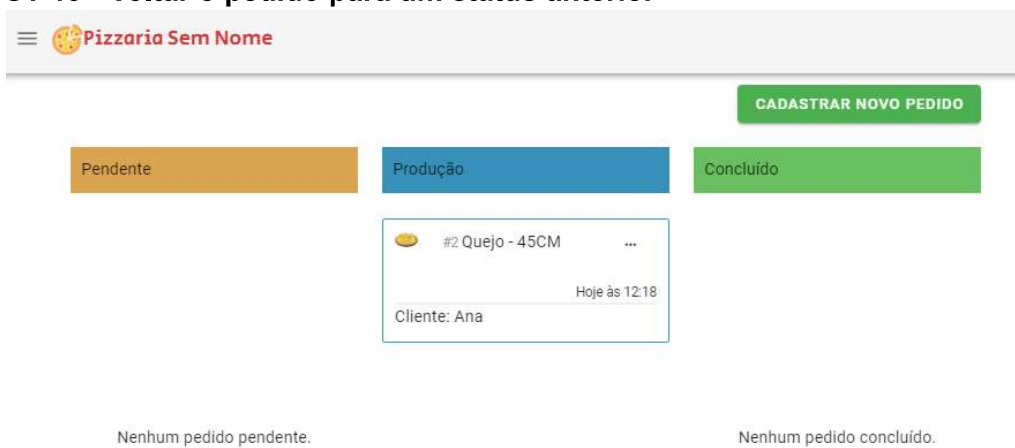 Pizzaria Sem Nome
CADASTRAR NOVO PEDIDO
Pendente
Produção
Concluído
#2 Quejo - 45CM ...
Hoje às 12:18
Cliente: Ana
Nenhum pedido pendente.
Nenhum pedido concluído.